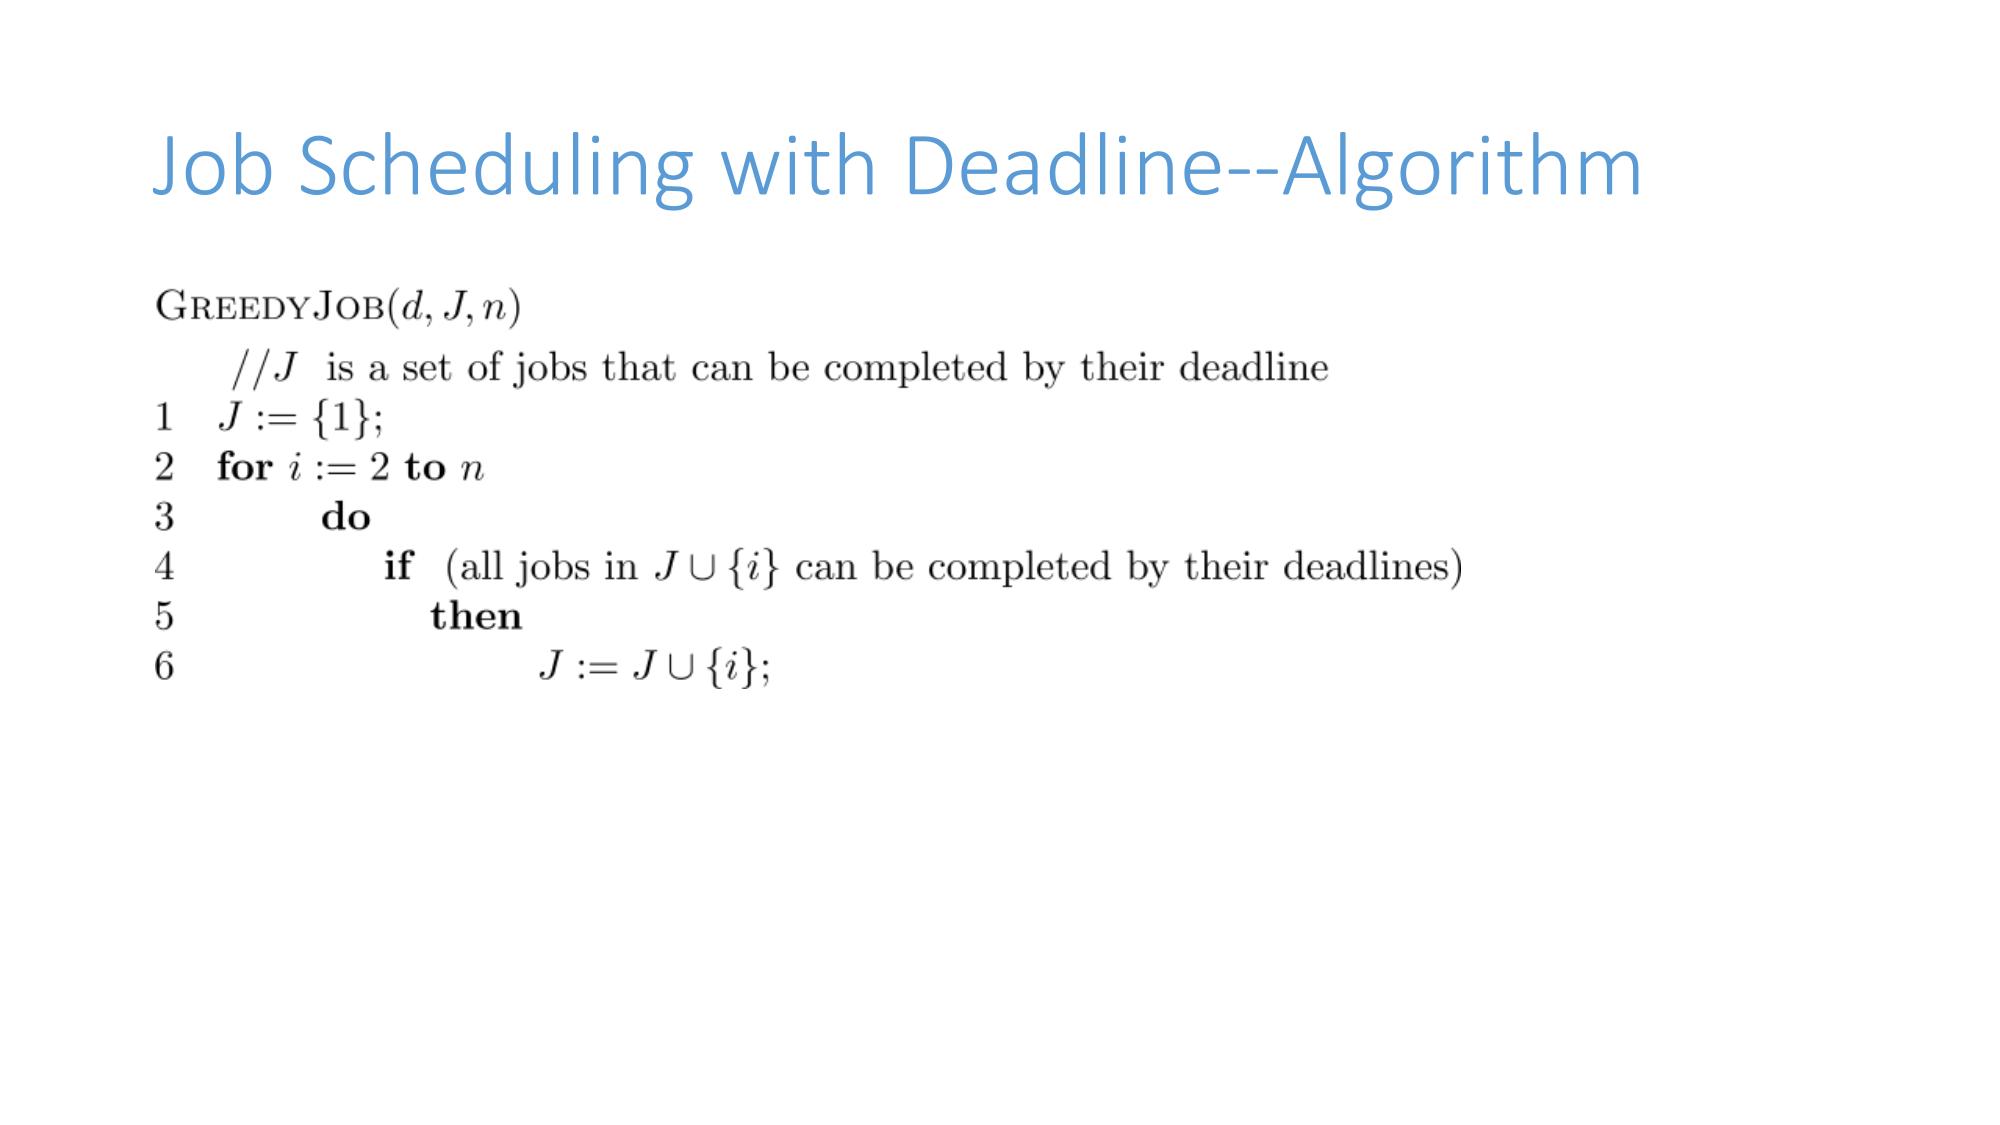 Job Scheduling with Deadline--Algorithm
GREEDYJOB(d, J, n)
//J is a set of jobs that can be completed by their deadline
1 J := {1};
2 for i := 2 to n
3 do
4 if (all jobs in J ∪ {i} can be completed by their deadlines)
5 then
6 J := J ∪ {i};